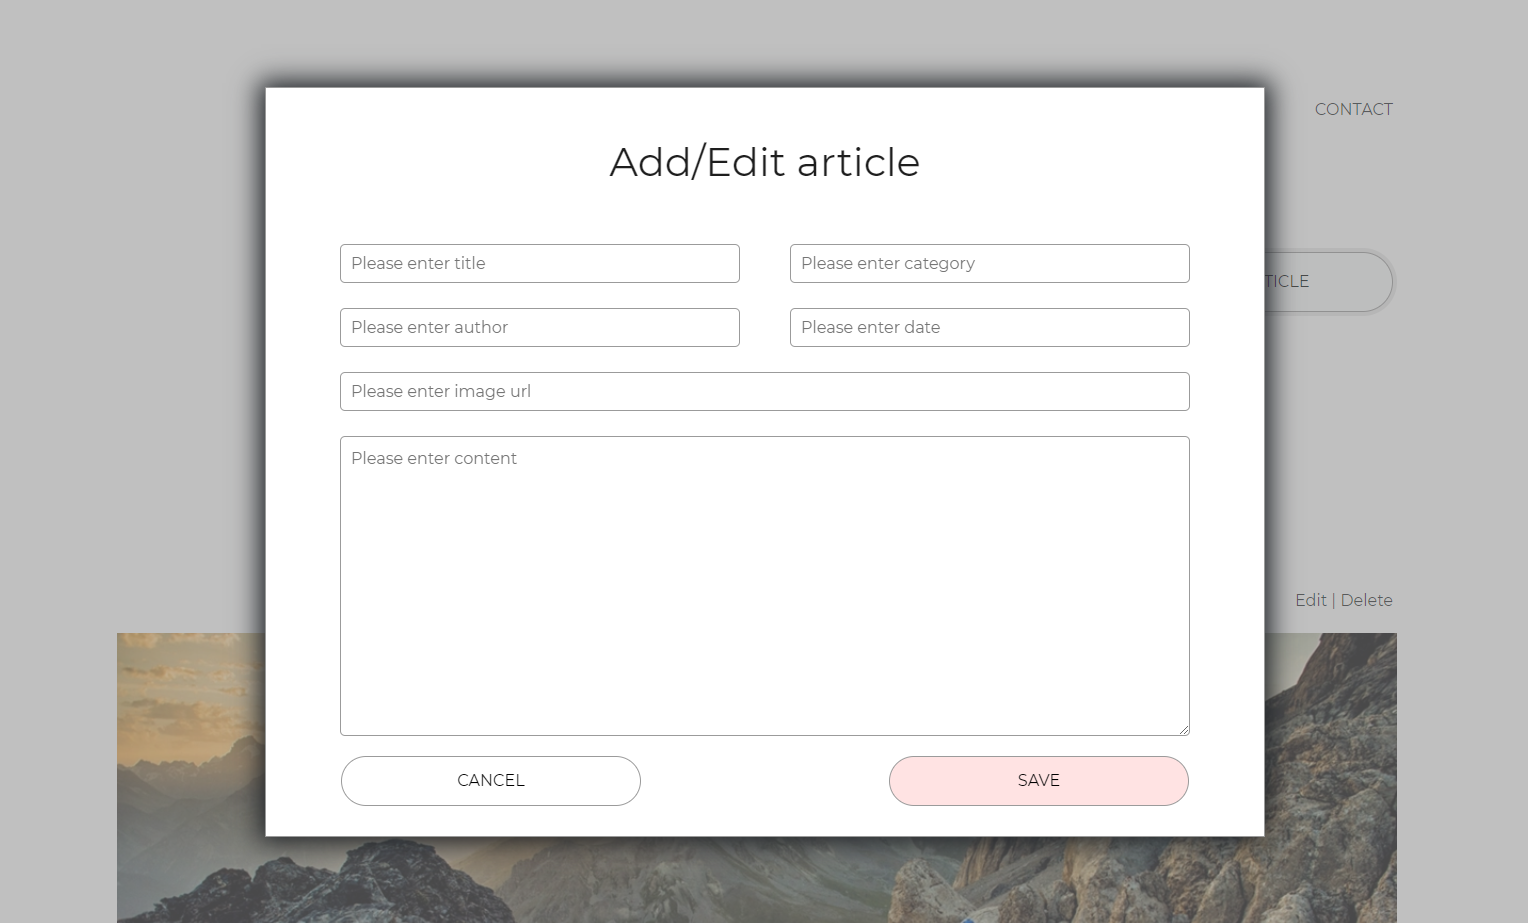 CONTACT
Add/Edit article
Please enter title
Please enter category
TICLE
Please enter author
Please enter date
Please enter image url
Please enter content
Edit | Delete
CANCEL
SAVE